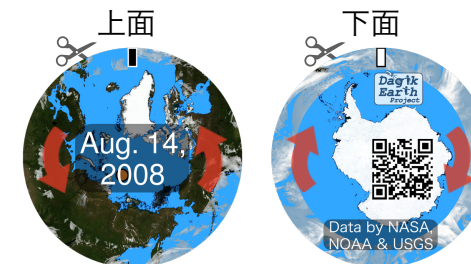 上面
下面
Aug. 14,
2008
Dagik
Earth
Project
Data by NASA,
NOAA & USGS